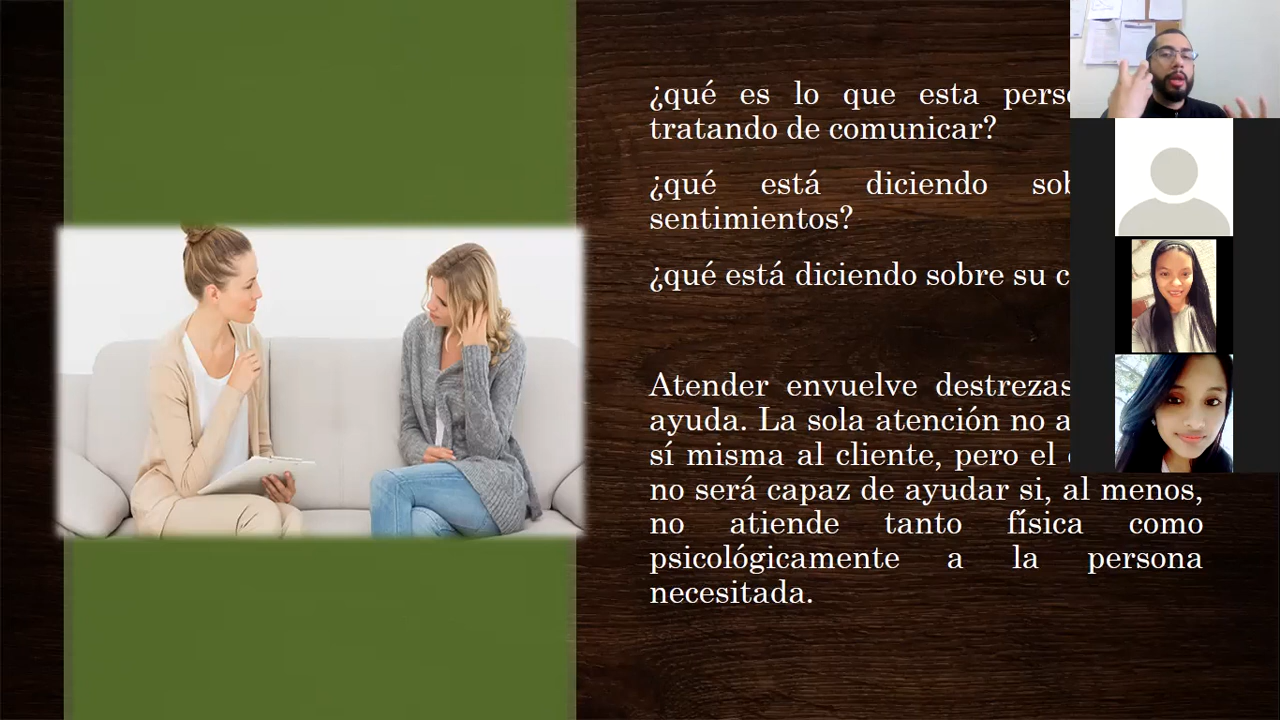 ¿qué es lo que esta
tratando de comunicar?
¿qué está diciendo
sentimientos?
¿qué está diciendo sobre su
Atender envuelve destrezas
ayuda. La sola atención no
sí misma al cliente, pero el
no será capaz de ayudar si, al menos,
no atiende tanto física como
psicológicamente a la persona
necesitada.